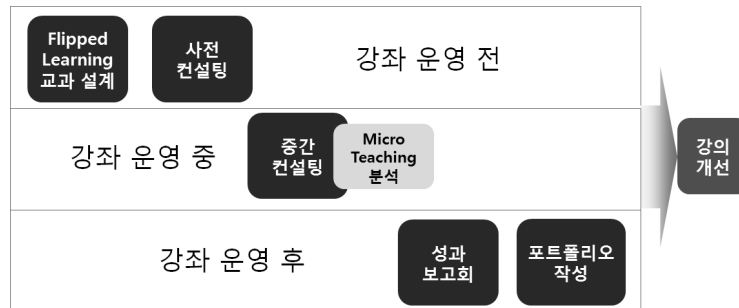 Flipped
Learning
교과 설계
사전
컨설팅
강좌 운영 전
강좌 운영 중
중간
컨설팅
Micro
Teaching
분석
강의
개선
강좌 운영 후
성과
보고회
포트폴리오
작성